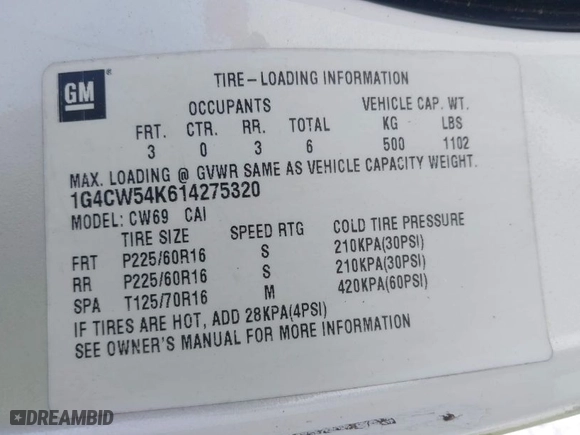 GM ®
TIRE-LOADING INFORMATION
OCCUPANTS VEHICLE CAP. WT.
FRT. CTR. RR. TOTAL KG LBS
3 0 3 6 500 1102
MAX. LOADING @ GVWR SAME AS VEHICLE CAPACITY WEIGHT.
1G4CW54K614275320
MODEL: CW69 CAI
TIRE SIZE SPEED RTG COLD TIRE PRESSURE
FRT P225/60R16 S 210KPA(30PSI)
RR P225/60R16 S 210KPA(30PSI)
SPA T125/70R16 M 420KPA(60PSI)
IF TIRES ARE HOT, ADD 28KPA(4PSI)
SEE OWNER'S MANUAL FOR MORE INFORMATION
DREAMBID